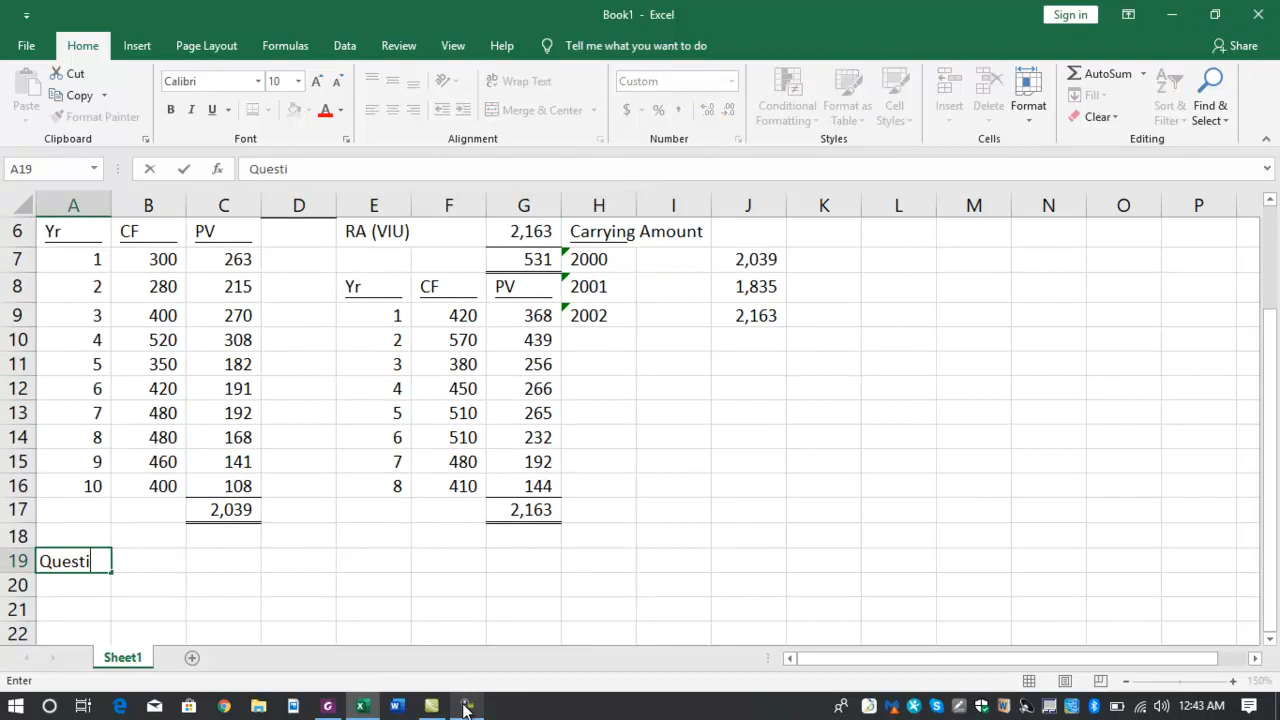 Book1 - Excel
Sign in
File Home Insert Page Layout Formulas Data Review View Help Tell me what you want to do Share
Paste Cut Copy Format Painter Clipboard
Calibri 10 B I U A Font
Wrap Text Merge & Center Alignment
Custom $ % Number
Conditional Formatting Format as Table Cell Styles Styles
Insert Delete Format Cells
AutoSum Fill Clear Sort & Filter Find & Select Editing
A19 fx Questi
A B C D E F G H I J K L M N O P
6 Yr CF PV RA (VIU) 2,163 Carrying Amount
7 1 300 263 531 2000 2,039
8 2 280 215 Yr CF PV 2001 1,835
9 3 400 270 1 420 368 2002 2,163
10 4 520 308 2 570 439
11 5 350 182 3 380 256
12 6 420 191 4 450 266
13 7 480 192 5 510 265
14 8 480 168 6 510 232
15 9 460 141 7 480 192
16 10 400 108 8 410 144
17 2,039 2,163
18
19 Questi
20
21
22
Sheet1
Enter 150%
12:43 AM